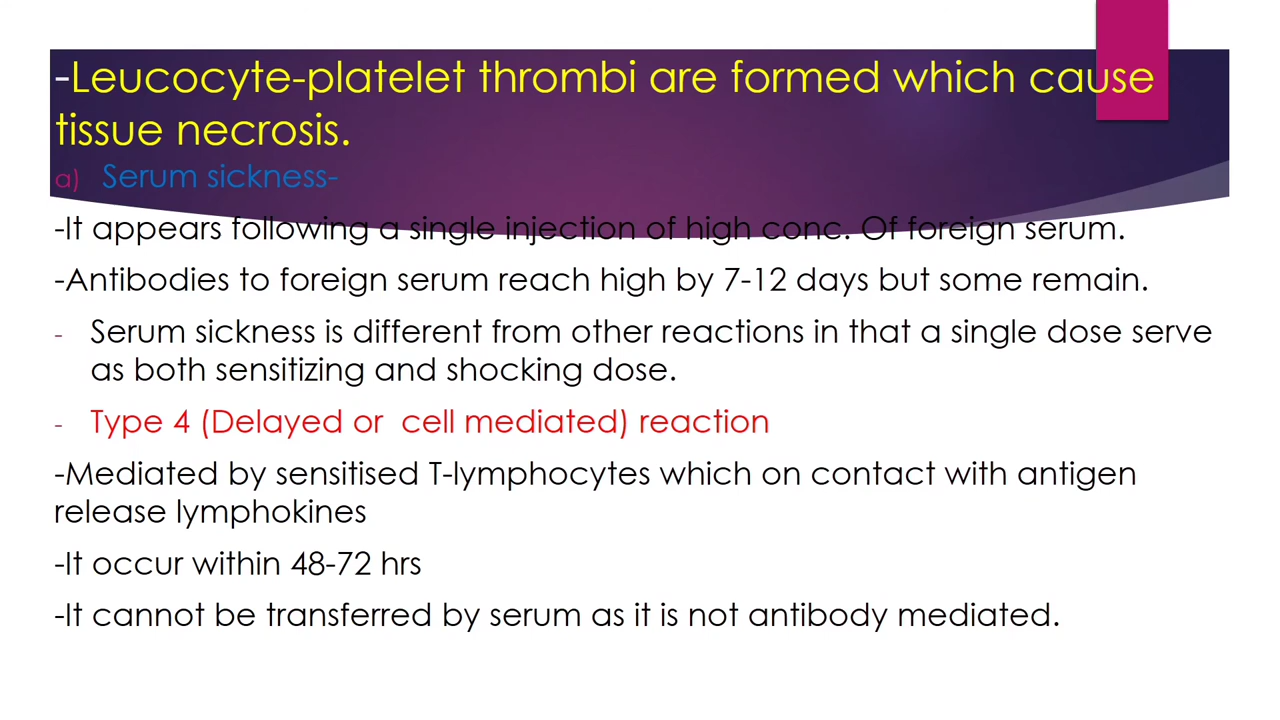 -Leucocyte-platelet thrombi are formed which cause
tissue necrosis.
a) Serum sickness-
-It appears following a single injection of high conc. Of foreign serum.
-Antibodies to foreign serum reach high by 7-12 days but some remain.
- Serum sickness is different from other reactions in that a single dose serve
as both sensitizing and shocking dose.
- Type 4 (Delayed or cell mediated) reaction
-Mediated by sensitised T-lymphocytes which on contact with antigen
release lymphokines
-It occur within 48-72 hrs
-It cannot be transferred by serum as it is not antibody mediated.